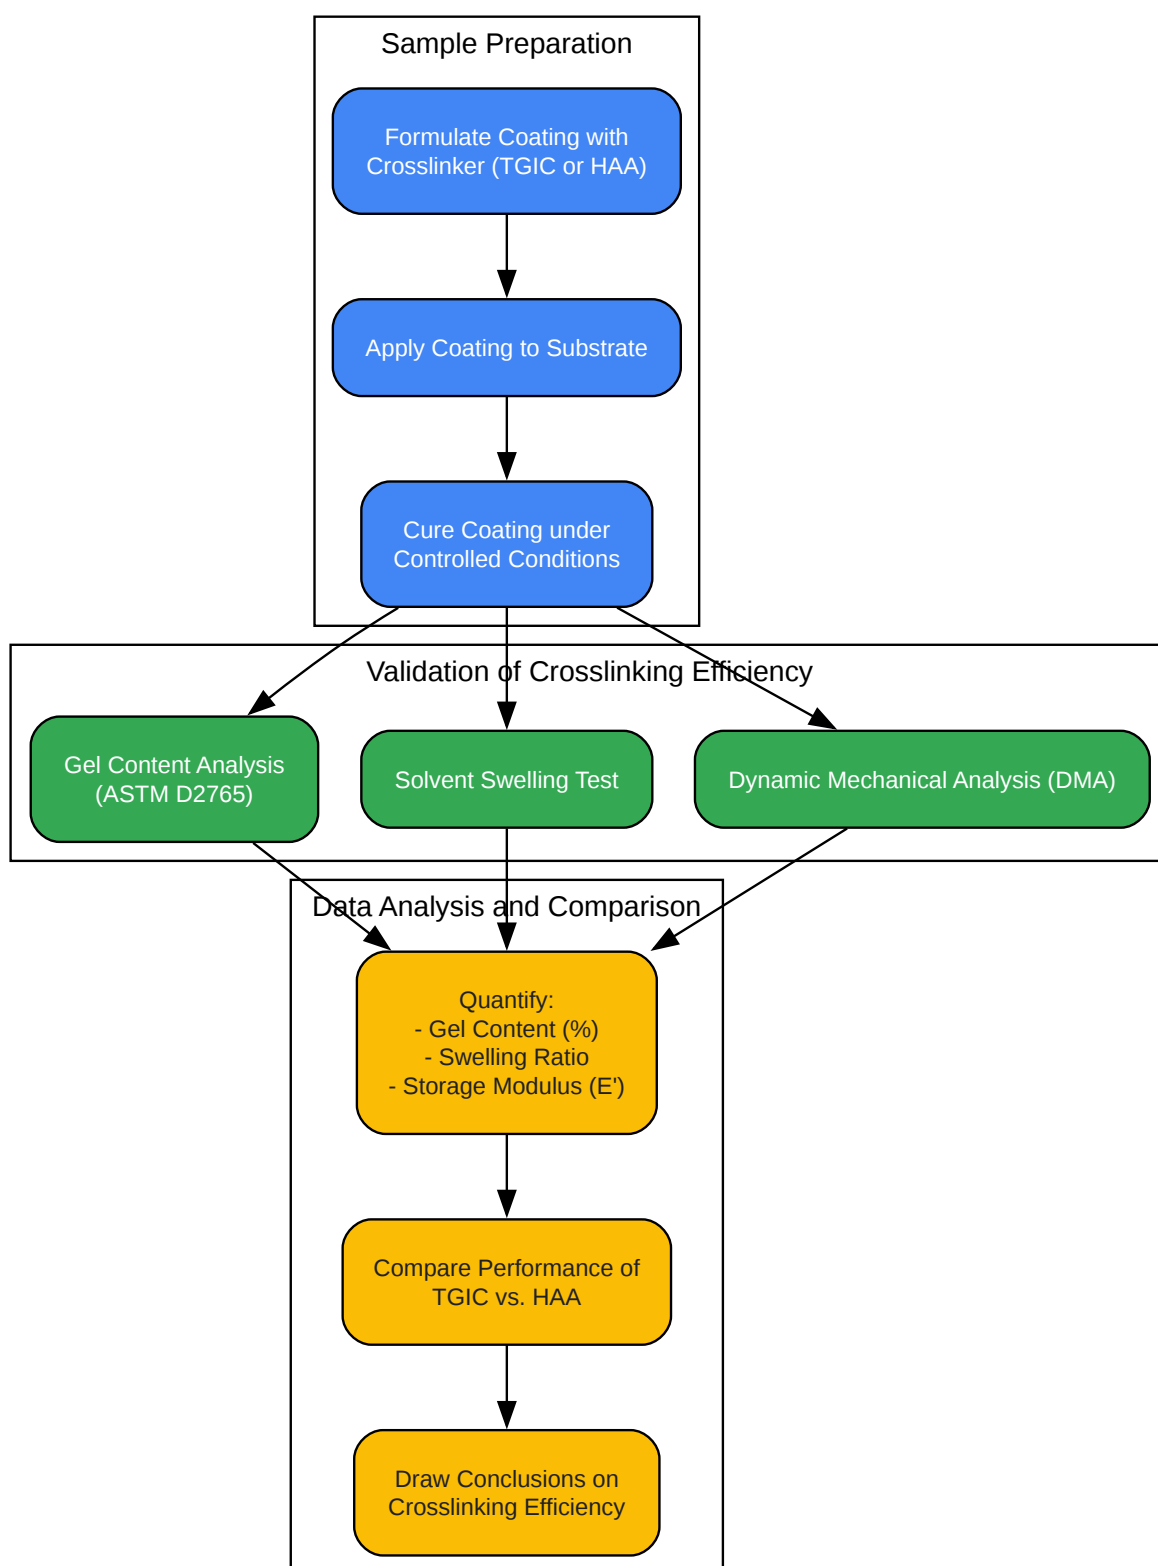 Sample Preparation
Formulate Coating with
Crosslinker (TGIC or HAA)
Apply Coating to Substrate
Cure Coating under
Controlled Conditions
Validation of Crosslinking Efficiency
Gel Content Analysis
(ASTM D2765)
Solvent Swelling Test
Dynamic Mechanical Analysis (DMA)
Data Analysis and Comparison
Quantify:
- Gel Content (%)
- Swelling Ratio
- Storage Modulus (E')
Compare Performance of
TGIC vs. HAA
Draw Conclusions on
Crosslinking Efficiency